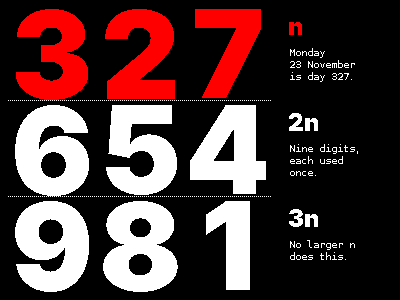 327
n
Monday
23 November
is day 327.
654
2n
Nine digits,
each used
once.
981
3n
No larger n
does this.